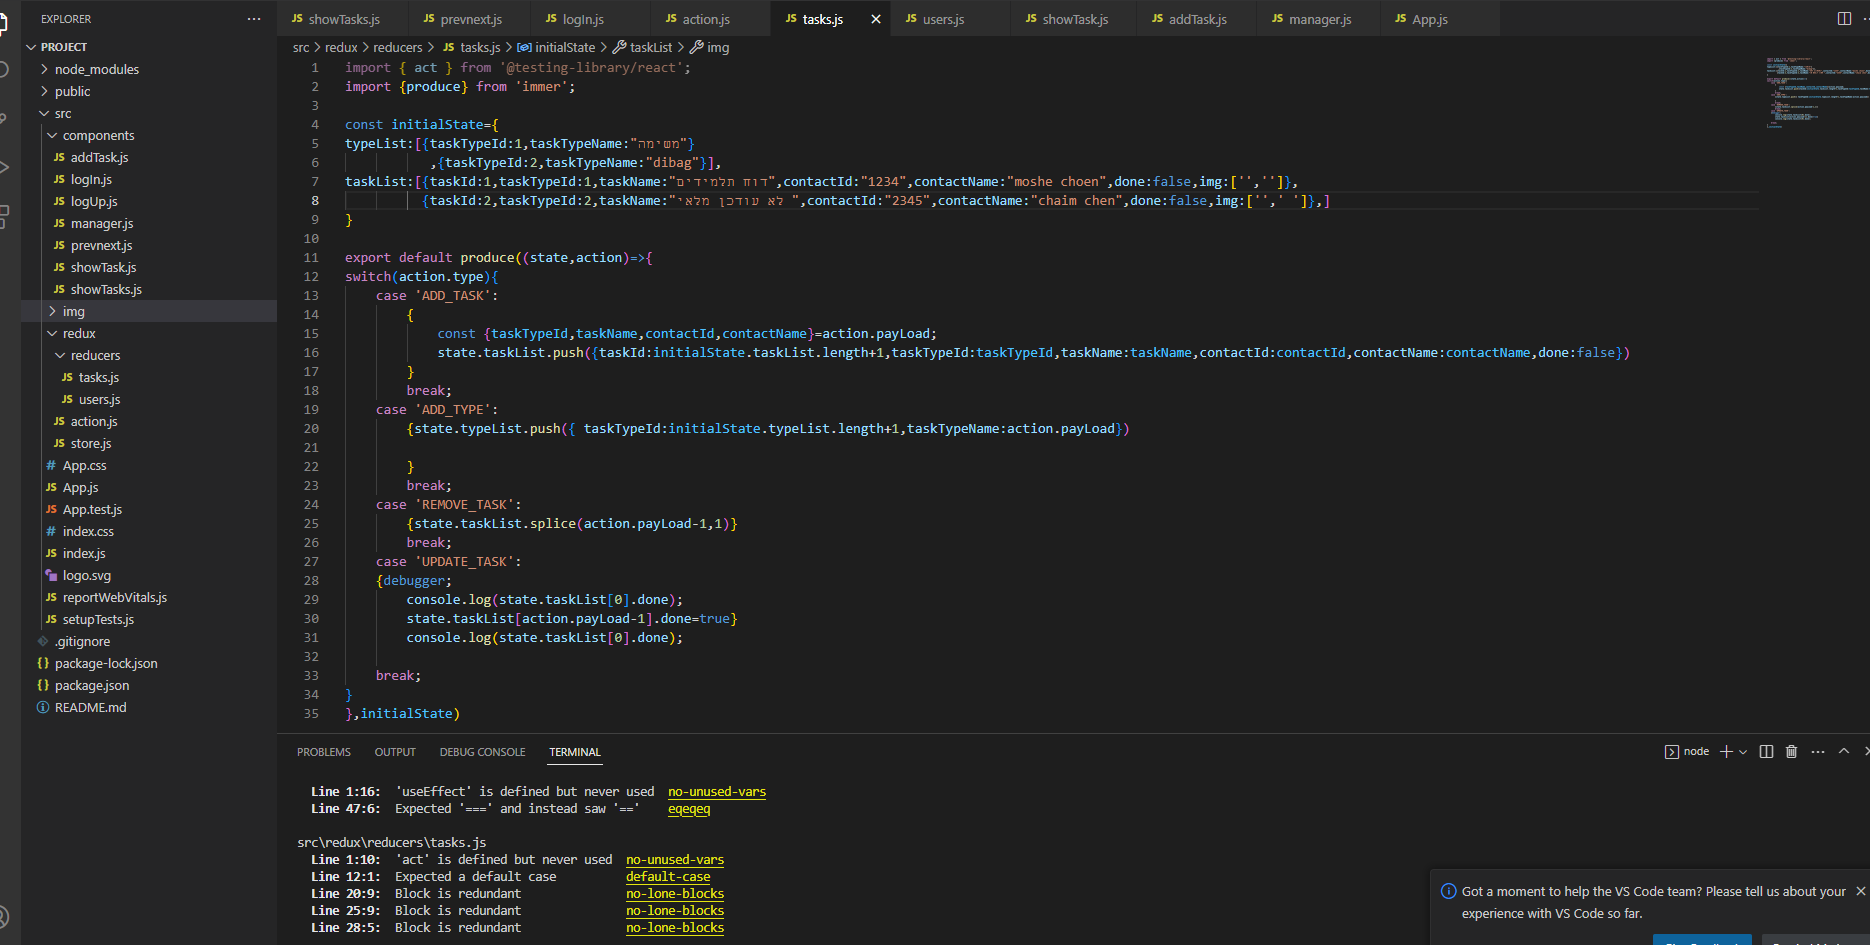 EXPLORER
showTasks.js
prevnext.js
logIn.js
action.js
tasks.js
users.js
showTask.js
addTask.js
manager.js
App.js
PROJECT
node_modules
public
src
components
addTask.js
logIn.js
logUp.js
manager.js
prevnext.js
showTask.js
showTasks.js
img
redux
reducers
tasks.js
users.js
action.js
store.js
App.css
App.js
App.test.js
index.css
index.js
logo.svg
reportWebVitals.js
setupTests.js
.gitignore
package-lock.json
package.json
README.md
src > redux > reducers > JS tasks.js > initialState > taskList > img
1 import { act } from '@testing-library/react';
2 import {produce} from 'immer';
3
4 const initialState={
5 typeList:[{taskTypeId:1,taskTypeName:"משימה"}
6 ,{taskTypeId:2,taskTypeName:"dibag"}],
7 taskList:[{taskId:1,taskTypeId:1,taskName:"דוח תלמידים",contactId:"1234",contactName:"moshe choen",done:false,img:['','']},
8 {taskId:2,taskTypeId:2,taskName:"לא עודכן מלאי ",contactId:"2345",contactName:"chaim chen",done:false,img:['',' ']},]
9 }
10
11 export default produce((state,action)=>{
12 switch(action.type){
13 case 'ADD_TASK':
14 {
15 const {taskTypeId,taskName,contactId,contactName}=action.payLoad;
16 state.taskList.push({taskId:initialState.taskList.length+1,taskTypeId:taskTypeId,taskName:taskName,contactId:contactId,contactName:contactName,done:false})
17 }
18 break;
19 case 'ADD_TYPE':
20 {state.typeList.push({ taskTypeId:initialState.typeList.length+1,taskTypeName:action.payLoad})
21
22 }
23 break;
24 case 'REMOVE_TASK':
25 {state.taskList.splice(action.payLoad-1,1)}
26 break;
27 case 'UPDATE_TASK':
28 {debugger;
29 console.log(state.taskList[0].done);
30 state.taskList[action.payLoad-1].done=true}
31 console.log(state.taskList[0].done);
32
33 break;
34 }
35 },initialState)
PROBLEMS OUTPUT DEBUG CONSOLE TERMINAL
node
Line 1:16: 'useEffect' is defined but never used no-unused-vars
Line 47:6: Expected '===' and instead saw '==' eqeqeq
src\redux\reducers\tasks.js
Line 1:10: 'act' is defined but never used no-unused-vars
Line 12:1: Expected a default case default-case
Line 20:9: Block is redundant no-lone-blocks
Line 25:9: Block is redundant no-lone-blocks
Line 28:5: Block is redundant no-lone-blocks
Got a moment to help the VS Code team? Please tell us about your
experience with VS Code so far.